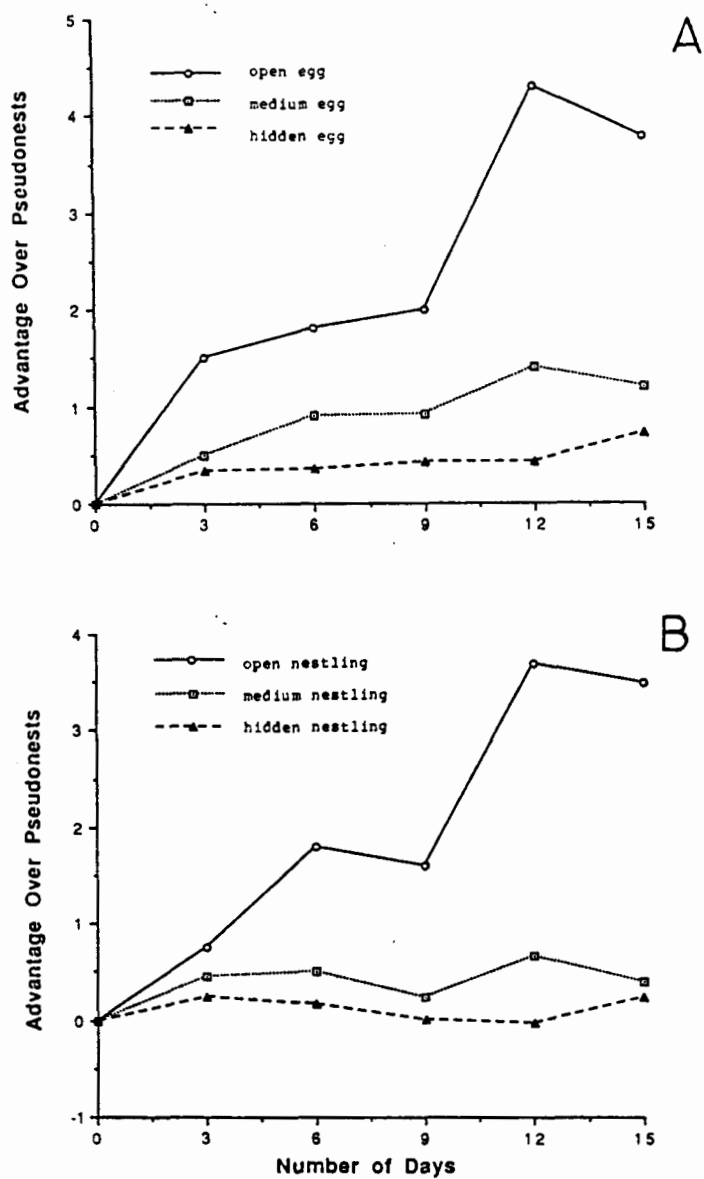 A
5
open egg
medium egg
hidden egg
4
3
2
1
0
Advantage Over Pseudonests
0 3 6 9 12 15
B
4
open nestling
medium nestling
hidden nestling
3
2
1
0
-1
Advantage Over Pseudonests
0 3 6 9 12 15
Number of Days